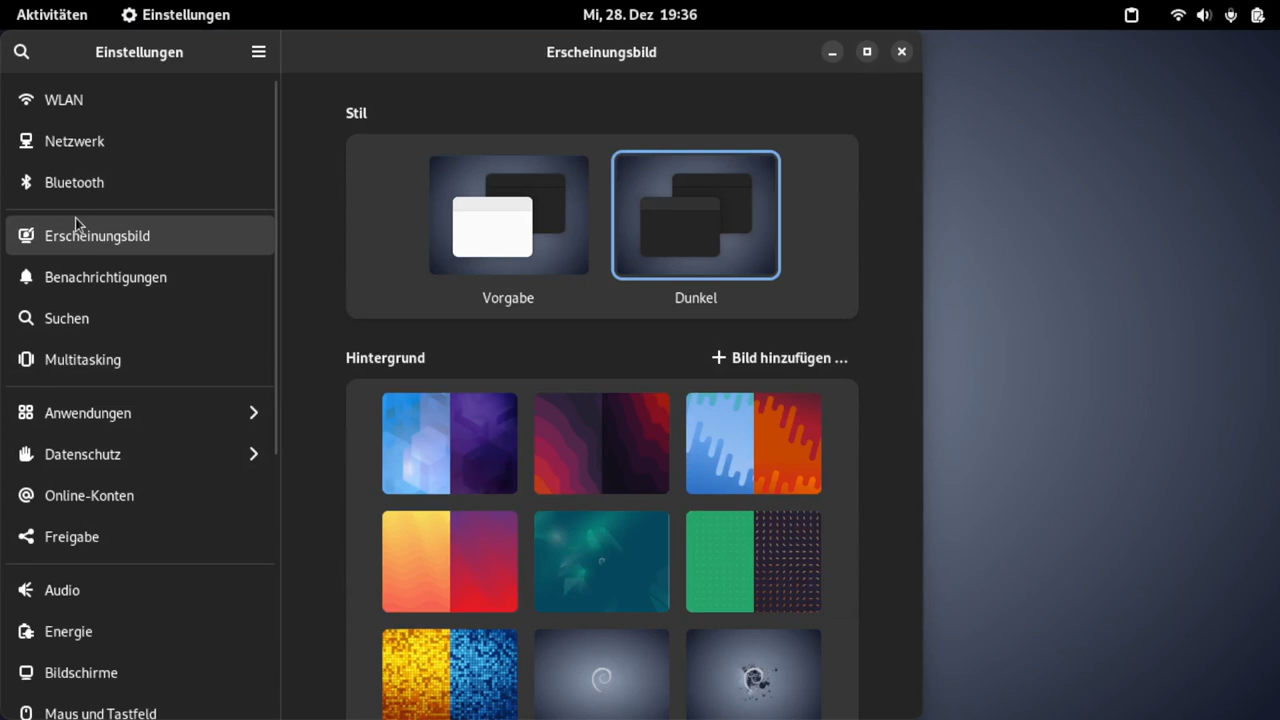 Aktivitäten
Einstellungen
Mi, 28. Dez 19:36
Einstellungen
Erscheinungsbild
WLAN
Netzwerk
Bluetooth
Erscheinungsbild
Benachrichtigungen
Suchen
Multitasking
Anwendungen
Datenschutz
Online-Konten
Freigabe
Audio
Energie
Bildschirme
Maus und Tastfeld
Stil
Vorgabe
Dunkel
Hintergrund
Bild hinzufügen ...